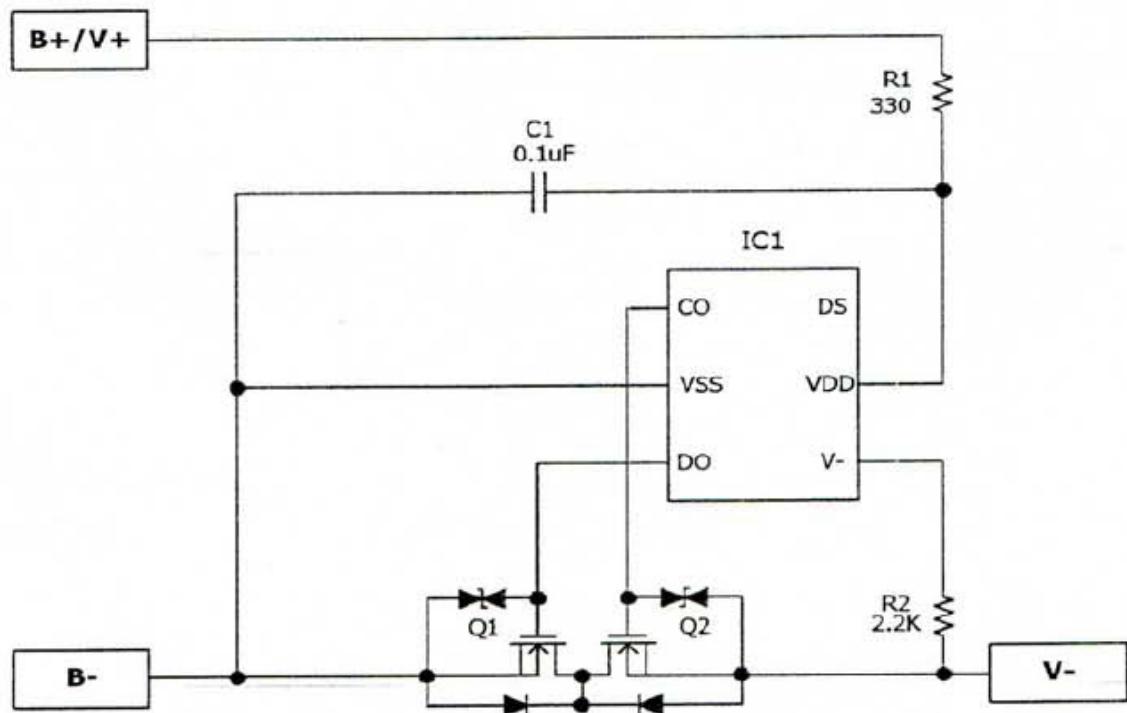 B+/V+
R1
330
C1
0.1uF
IC1
CO
DS
VSS
VDD
DO
V-
Q1
Q2
R2
2.2K
B-
V-